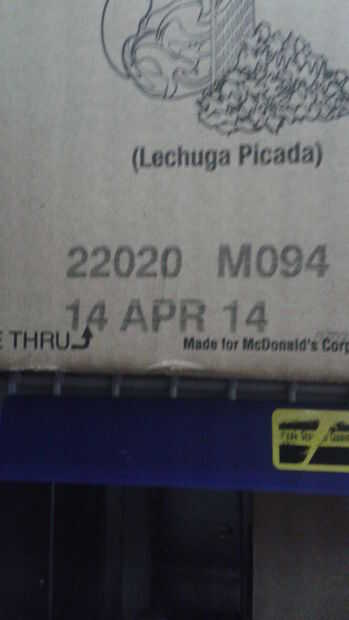 (Lechuga Picada)
22020 M094
14 APR 14
E THRU
Made for McDonald's Corp